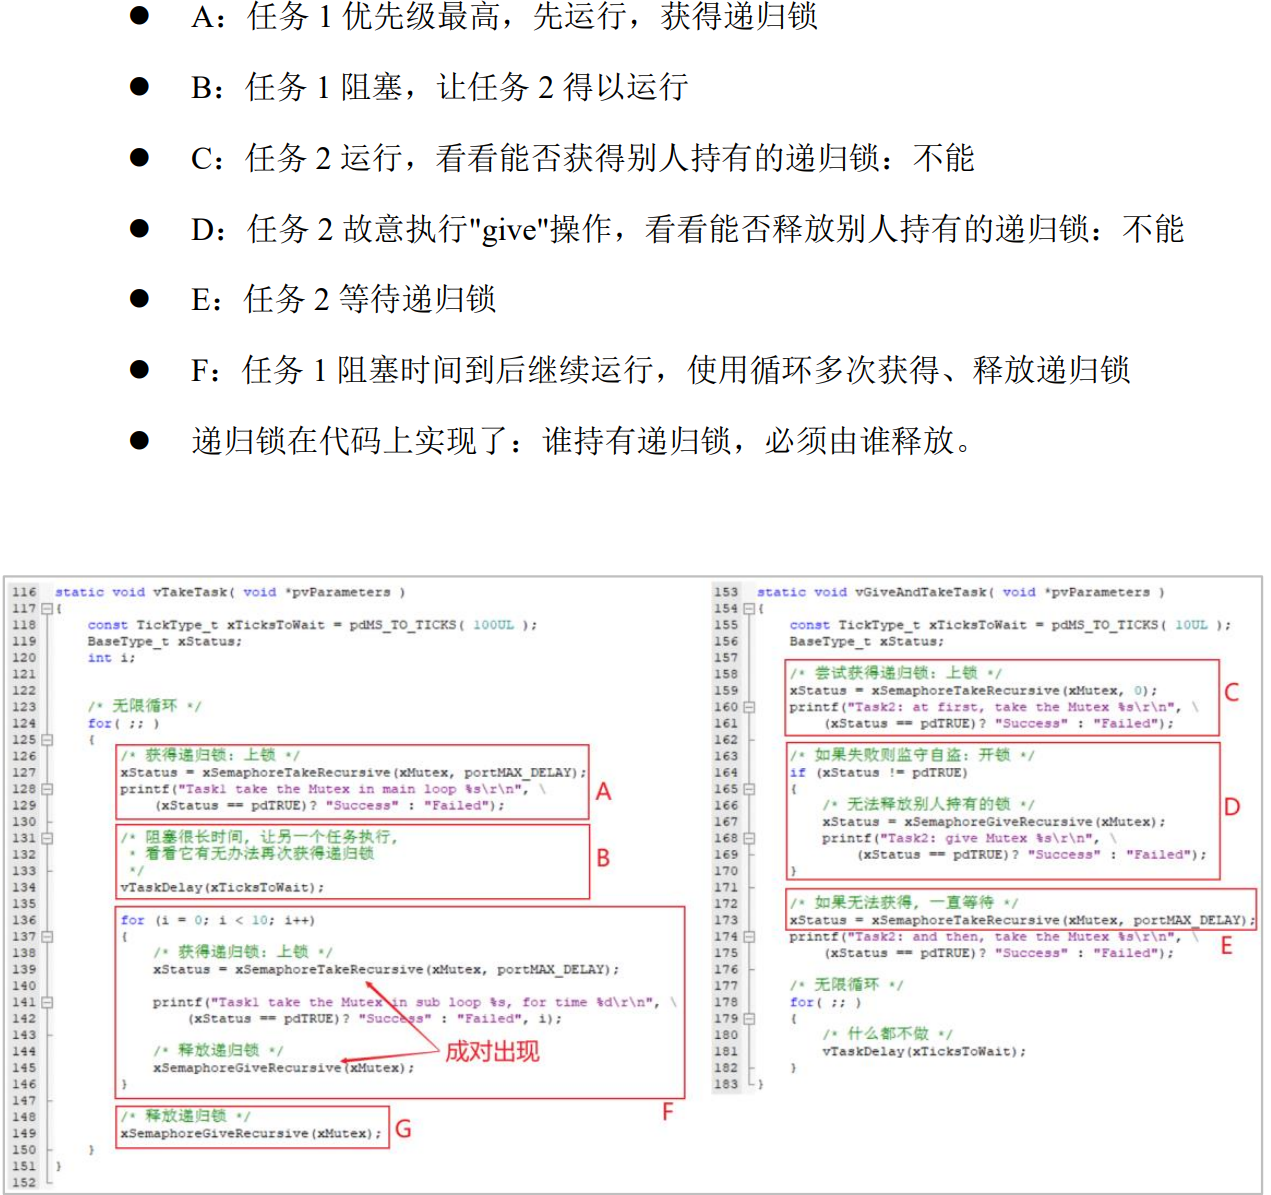 ● A：任务 1 优先级最高，先运行，获得递归锁
● B：任务 1 阻塞，让任务 2 得以运行
● C：任务 2 运行，看看能否获得别人持有的递归锁：不能
● D：任务 2 故意执行"give"操作，看看能否释放别人持有的递归锁：不能
● E：任务 2 等待递归锁
● F：任务 1 阻塞时间到后继续运行，使用循环多次获得、释放递归锁
● 递归锁在代码上实现了：谁持有递归锁，必须由谁释放。
116 static void vTakeTask( void *pvParameters )
117 {
118 const TickType_t xTicksToWait = pdMS_TO_TICKS( 100UL );
119 BaseType_t xStatus;
120 int i;
121
122
123 /* 无限循环 */
124 for( ;; )
125 {
126 /* 获得递归锁: 上锁 */
127 xStatus = xSemaphoreTakeRecursive(xMutex, portMAX_DELAY);
128 printf("Task1 take the Mutex in main loop %s\r\n", \
129 (xStatus == pdTRUE)? "Success" : "Failed");
A
130
131 /* 阻塞很长时间, 让另一个任务执行,
132 * 看看它有无办法再次获得递归锁
133 */
134 vTaskDelay(xTicksToWait);
B
135
136 for (i = 0; i < 10; i++)
137 {
138 /* 获得递归锁: 上锁 */
139 xStatus = xSemaphoreTakeRecursive(xMutex, portMAX_DELAY);
140
141 printf("Task1 take the Mutex in sub loop %s, for time %d\r\n", \
142 (xStatus == pdTRUE)? "Success" : "Failed", i);
143
144 /* 释放递归锁 */
成对出现
145 xSemaphoreGiveRecursive(xMutex);
146 }
F
147
148 /* 释放递归锁 */
149 xSemaphoreGiveRecursive(xMutex);
G
150 }
151 }
152
153 static void vGiveAndTakeTask( void *pvParameters )
154 {
155 const TickType_t xTicksToWait = pdMS_TO_TICKS( 10UL );
156 BaseType_t xStatus;
157
158 /* 尝试获得递归锁: 上锁 */
159 xStatus = xSemaphoreTakeRecursive(xMutex, 0);
160 printf("Task2: at first, take the Mutex %s\r\n", \
161 (xStatus == pdTRUE)? "Success" : "Failed");
C
162
163 /* 如果失败则监守自盗: 开锁 */
164 if (xStatus != pdTRUE)
165 {
166 /* 无法释放别人持有的锁 */
167 xStatus = xSemaphoreGiveRecursive(xMutex);
168 printf("Task2: give Mutex %s\r\n", \
169 (xStatus == pdTRUE)? "Success" : "Failed");
170 }
D
171
172 /* 如果无法获得, 一直等待 */
173 xStatus = xSemaphoreTakeRecursive(xMutex, portMAX_DELAY);
174 printf("Task2: and then, take the Mutex %s\r\n", \
175 (xStatus == pdTRUE)? "Success" : "Failed");
E
176
177 /* 无限循环 */
178 for( ;; )
179 {
180 /* 什么都不做 */
181 vTaskDelay(xTicksToWait);
182 }
183 }